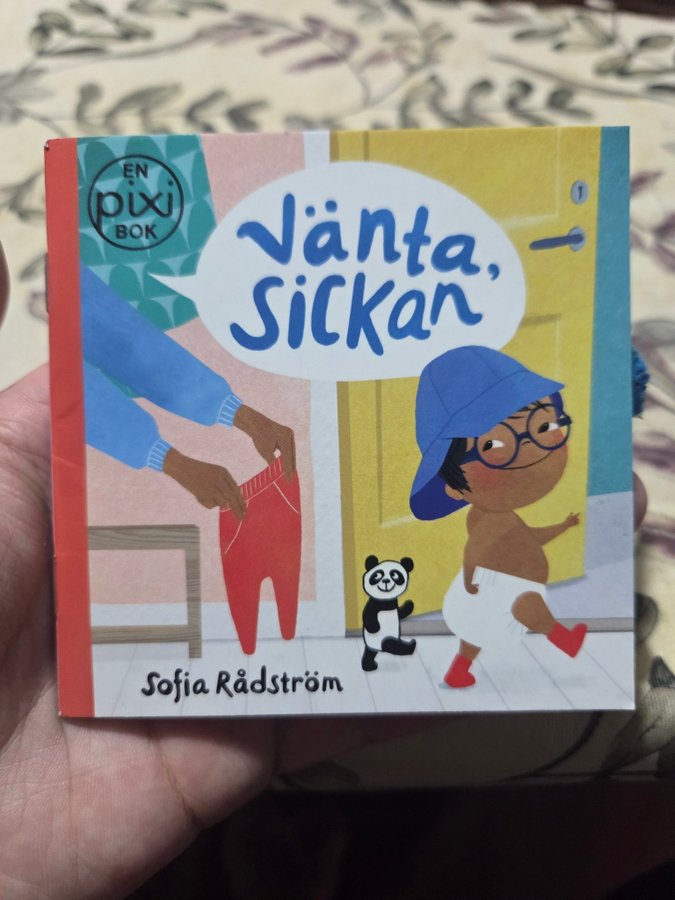 EN
pixi
BOK
Vänta,
Sickan
1
Sofia Rådström